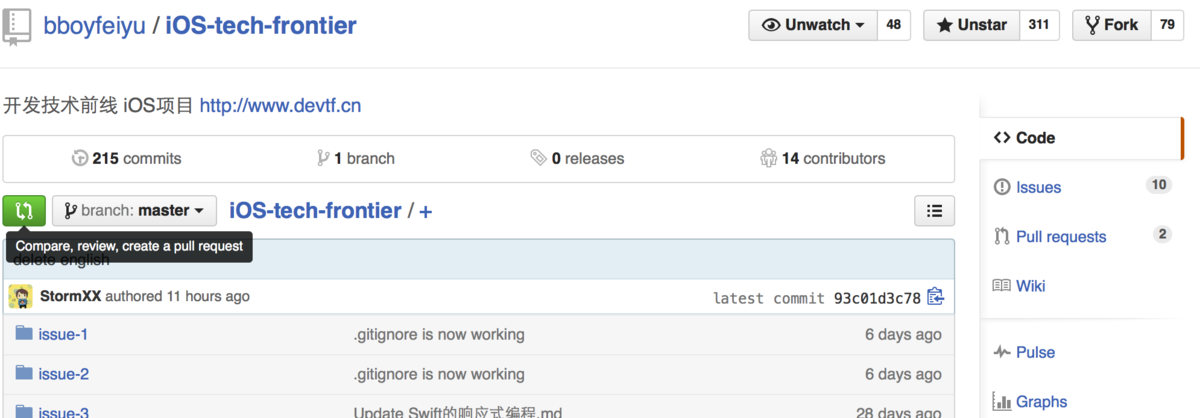 bboyfeiyu / iOS-tech-frontier
Unwatch 48 Unstar 311 Fork 79
开发技术前线 iOS项目 http://www.devtf.cn
215 commits 1 branch 0 releases 14 contributors
branch: master iOS-tech-frontier / +
Compare, review, create a pull request
delete english
StormXX authored 11 hours ago latest commit 93c01d3c78
issue-1 .gitignore is now working 6 days ago
issue-2 .gitignore is now working 6 days ago
issue-3 Update Swift的响应式编程.md 28 days ago
Code
Issues 10
Pull requests 2
Wiki
Pulse
Graphs